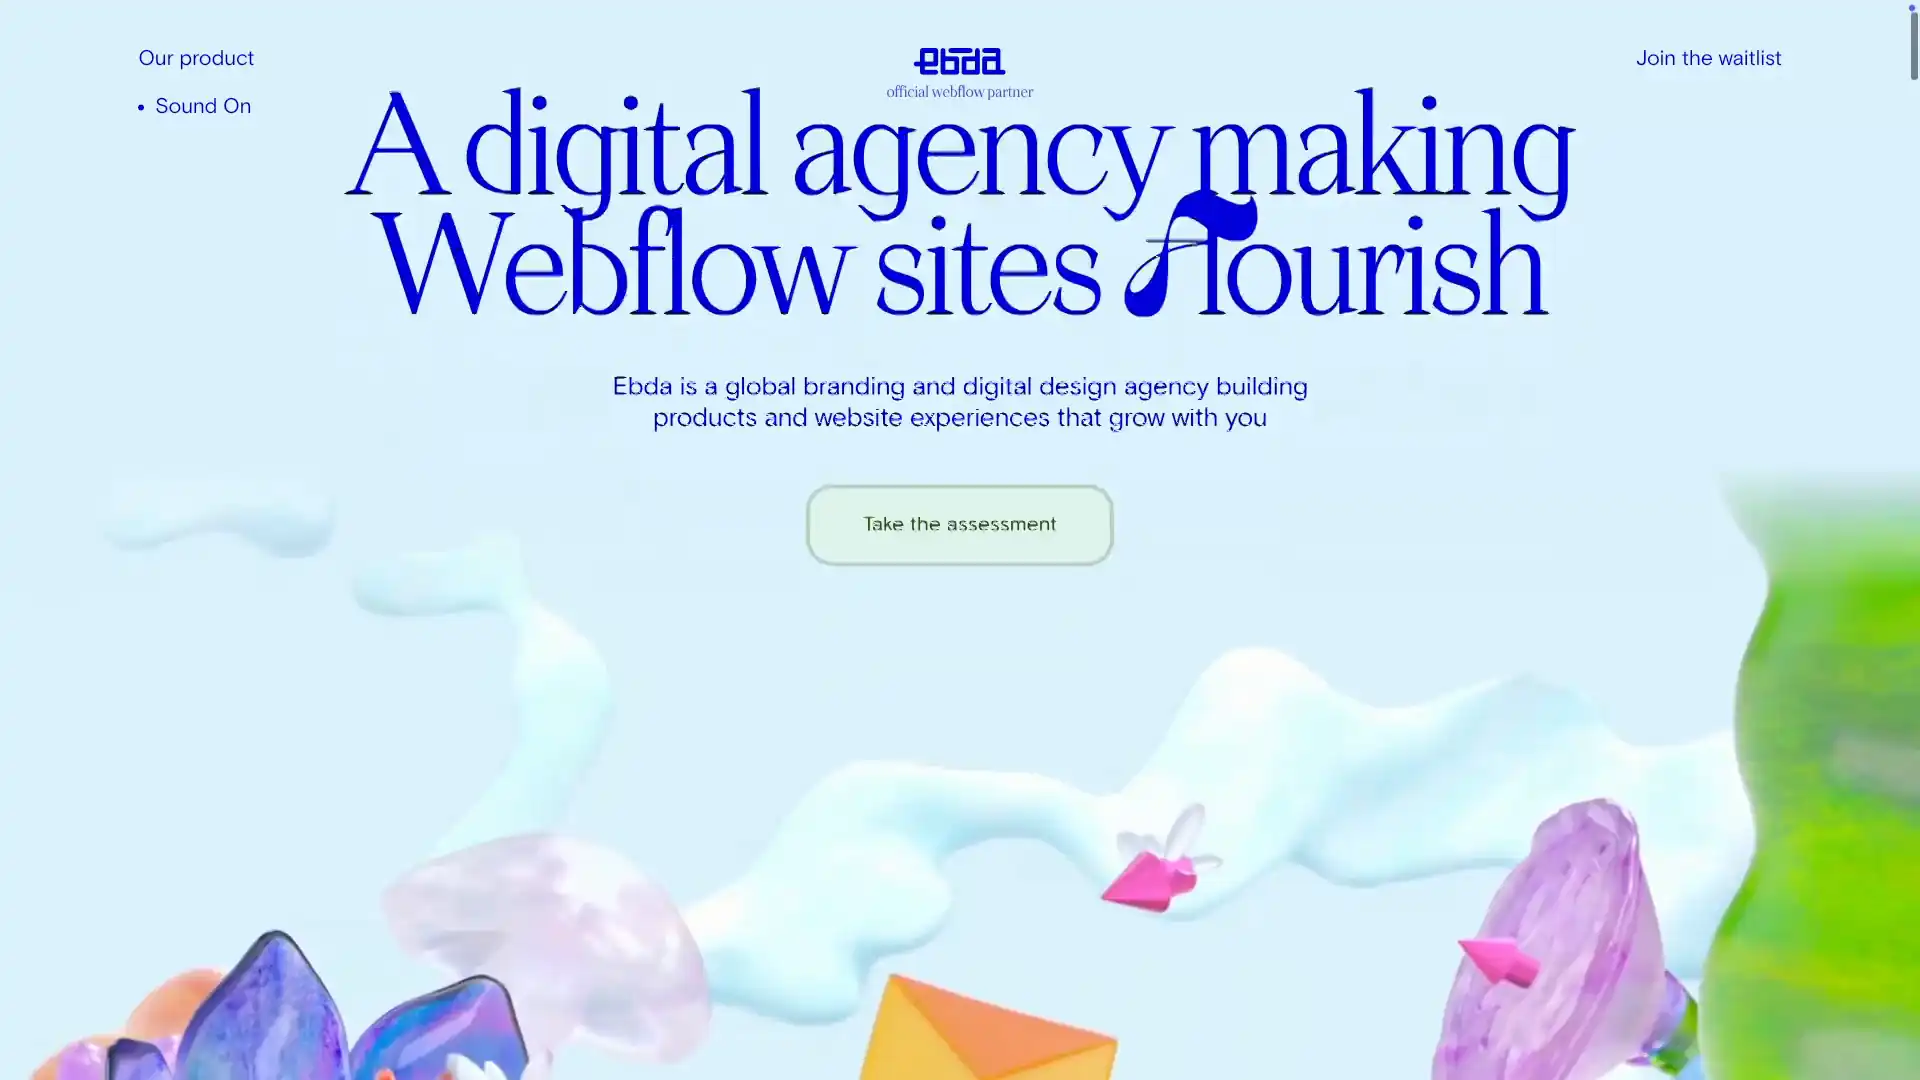 Our product
ebda
Join the waitlist
official webflow partner
• Sound On
A digital agency making
Webflow sites flourish
Ebda is a global branding and digital design agency building
products and website experiences that grow with you
Take the assessment